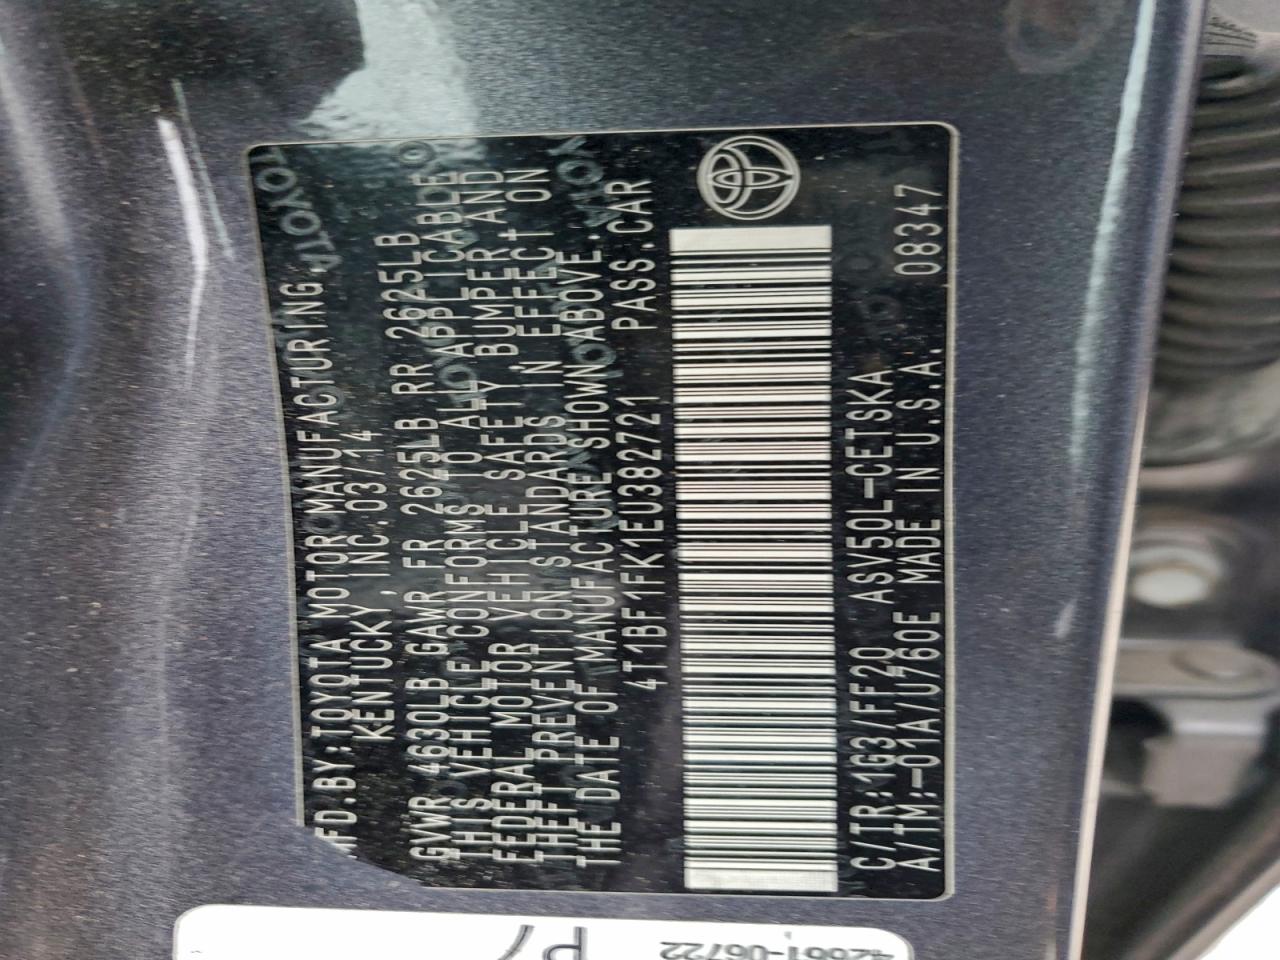 MFD.BY:TOYOTA MOTOR MANUFACTURING,
KENTUCKY, INC. 03/14
GVWR 4630LB GAWR FR 2625LB RR 2625LB
THIS VEHICLE CONFORMS TO ALL APPLICABLE
FEDERAL MOTOR VEHICLE SAFETY, BUMPER, AND
THEFT PREVENTION STANDARDS IN EFFECT ON
THE DATE OF MANUFACTURE SHOWN ABOVE.
4T1BF1FK1EU382721 PASS.CAR
C/TR:1G3/FF20 ASV50L-CETSKA 08347
A/TM:-01A/U760E MADE IN U.S.A.
42661-06722